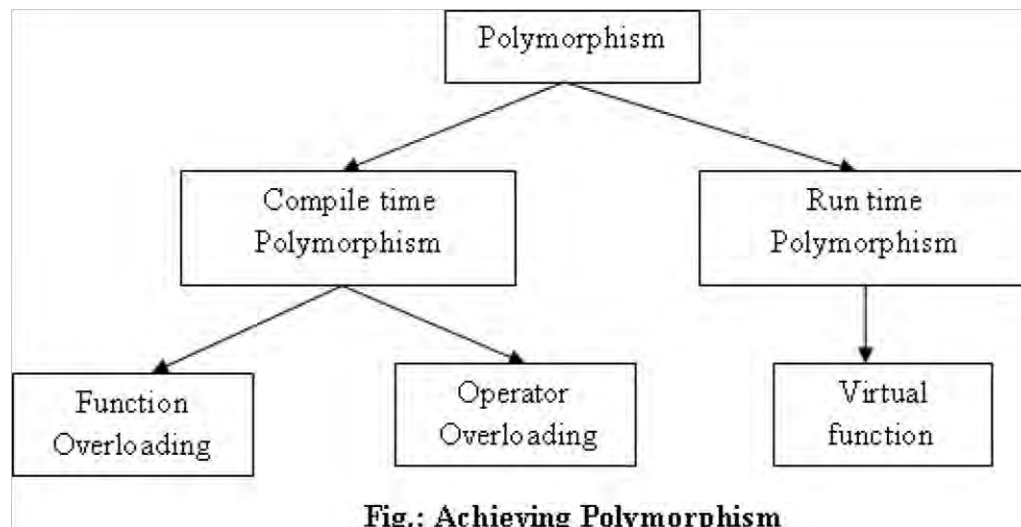 Polymorphism
Compile time
Polymorphism
Run time
Polymorphism
Function
Overloading
Operator
Overloading
Virtual
function
Fig.: Achieving Polymorphism